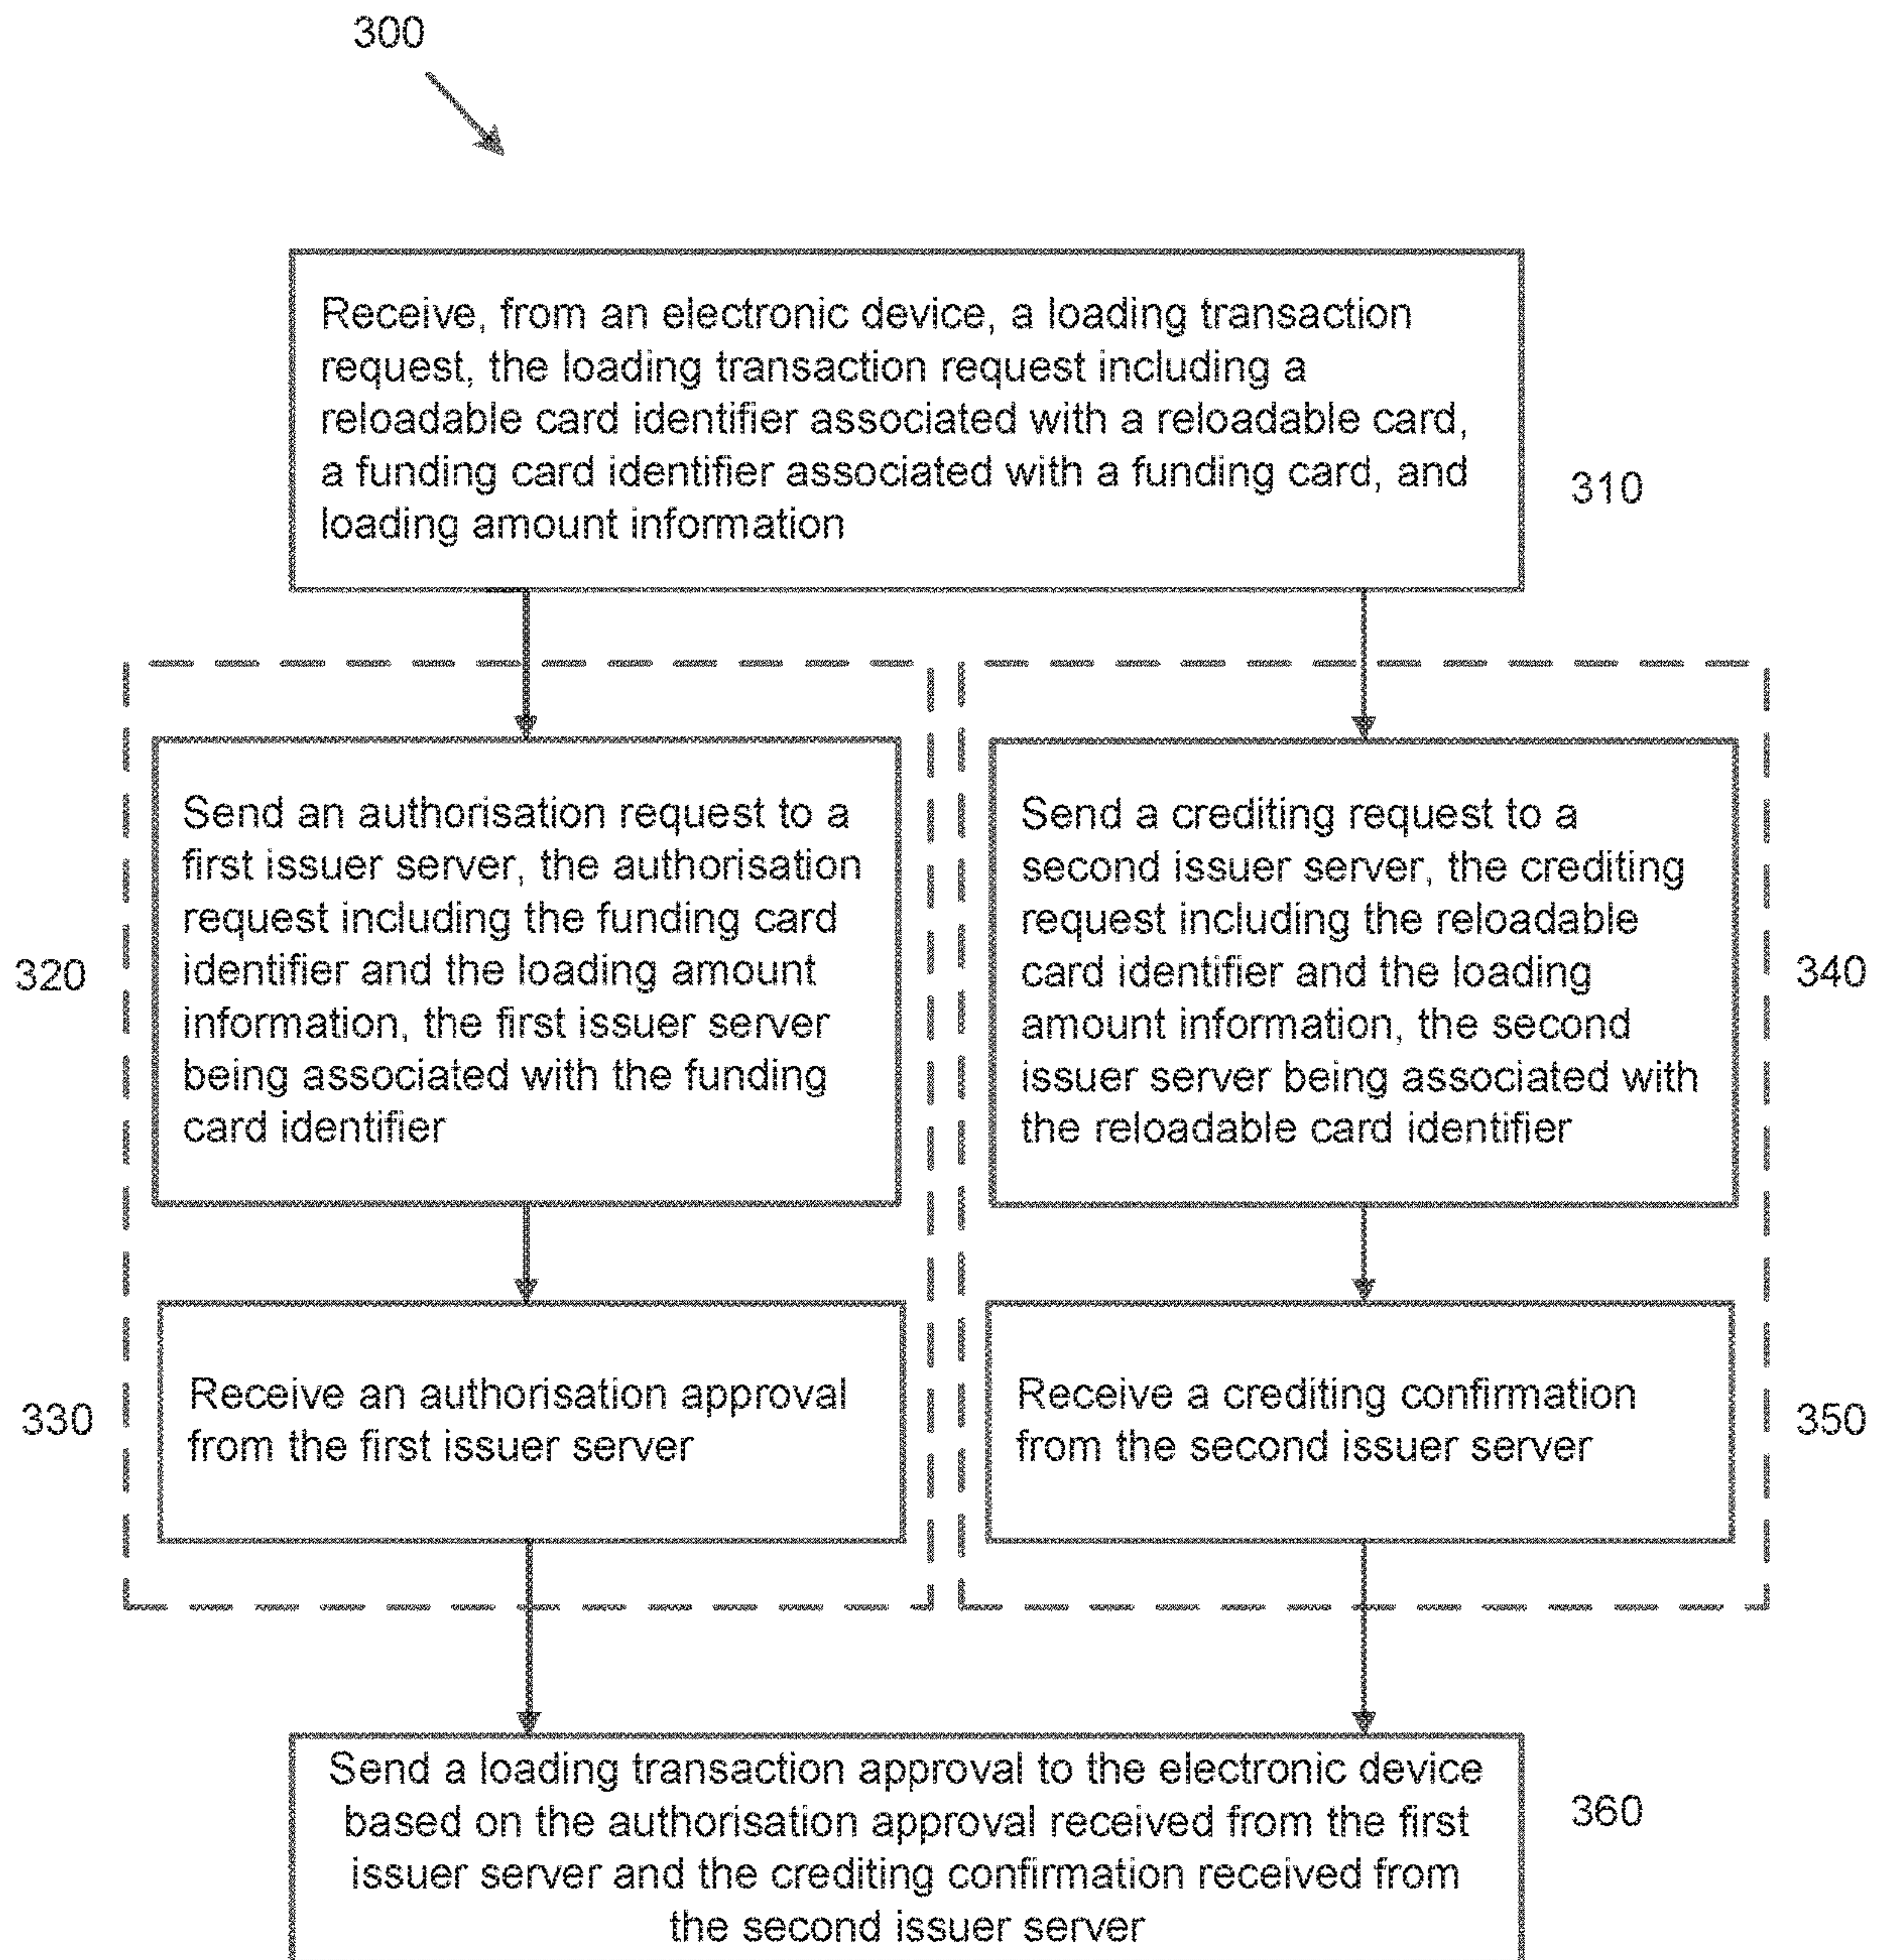 300
Receive, from an electronic device, a loading transaction
request, the loading transaction request including a
reloadable card identifier associated with a reloadable card,
a funding card identifier associated with a funding card, and
loading amount information
310
Send an authorisation request to a
first issuer server, the authorisation
request including the funding card
identifier and the loading amount
information, the first issuer server
being associated with the funding
card identifier
320
Send a crediting request to a
second issuer server, the crediting
request including the reloadable
card identifier and the loading
amount information, the second
issuer server being associated with
the reloadable card identifier
340
Receive an authorisation approval
from the first issuer server
330
Receive a crediting confirmation
from the second issuer server
350
Send a loading transaction approval to the electronic device
based on the authorisation approval received from the first
issuer server and the crediting confirmation received from
the second issuer server
360